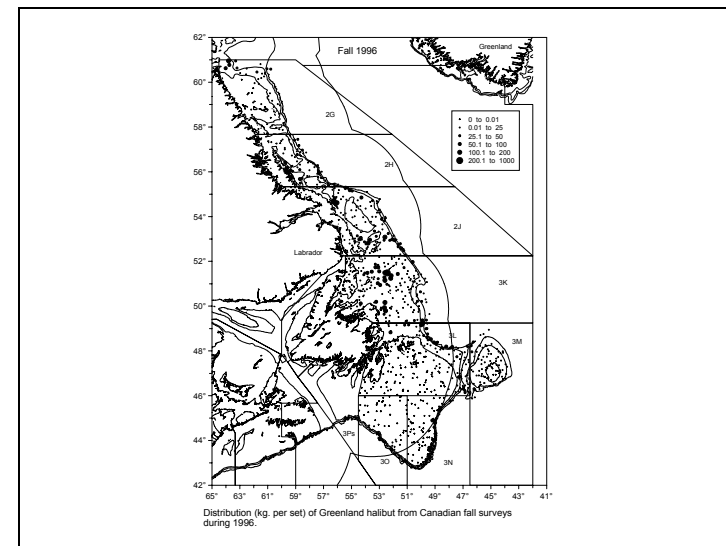 62°
Fall 1996
Greenland
60°
2G
0 to 0.01
0.01 to 25
25.1 to 50
50.1 to 100
100.1 to 200
200.1 to 1000
58°
2H
56°
54°
2J
Labrador
52°
3K
50°
3L
3M
48°
46°
44°
3Ps
3O
3N
42°
65° 63° 61° 59° 57° 55° 53° 51° 49° 47° 45° 43° 41°
Distribution (kg. per set) of Greenland halibut from Canadian fall surveys
during 1996.